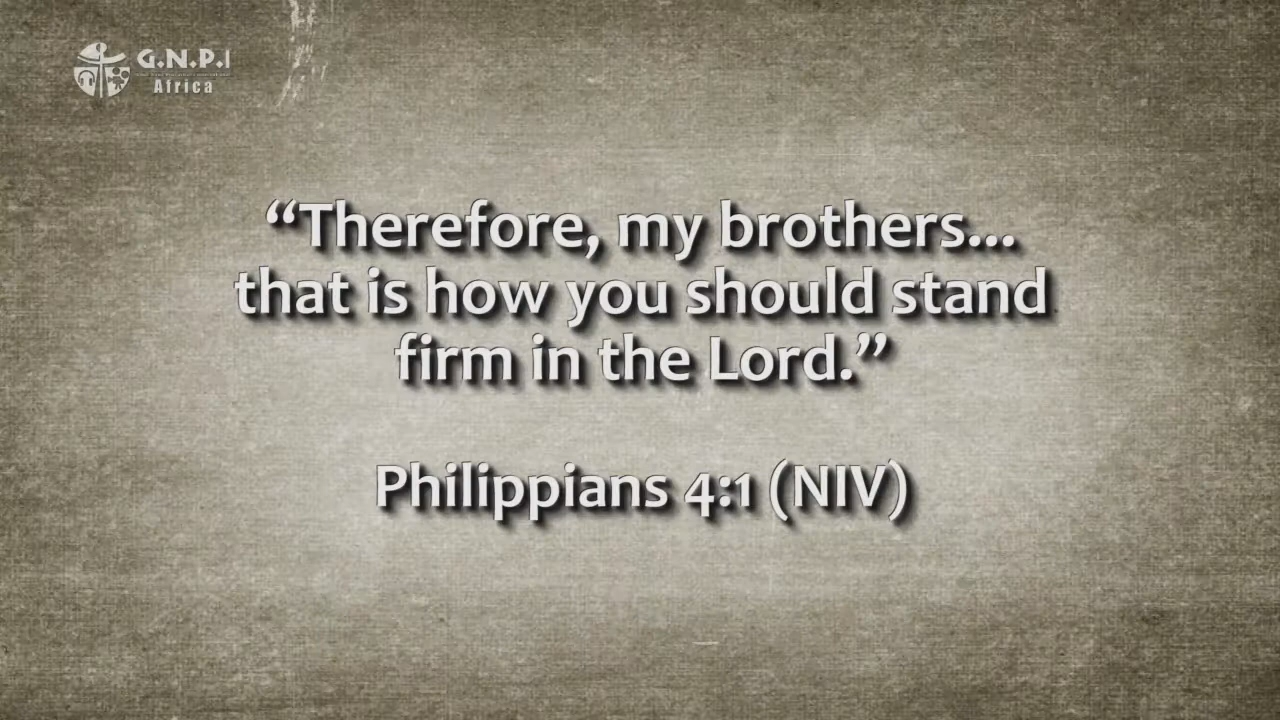 G.N.P.I
Africa
“Therefore, my brothers...
that is how you should stand
firm in the Lord.”
Philippians 4:1 (NIV)